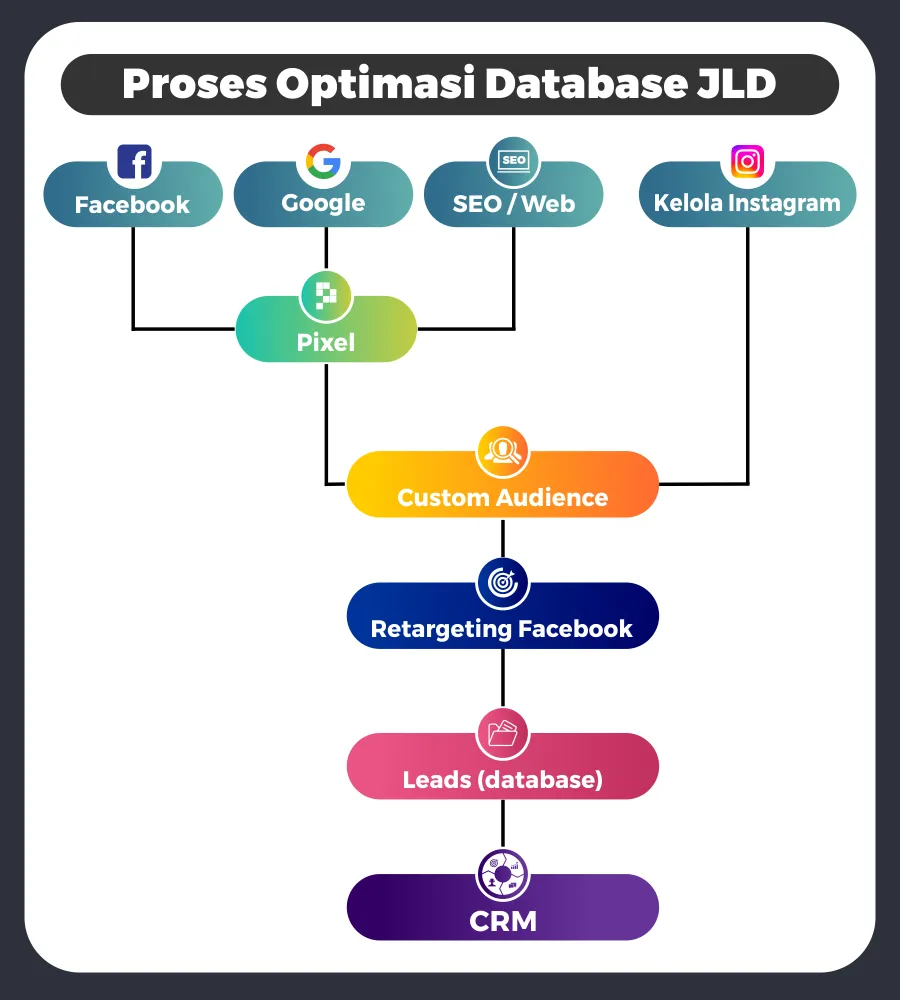 Proses Optimasi Database JLD
Facebook
Google
SEO
SEO / Web
Kelola Instagram
Pixel
Custom Audience
Retargeting Facebook
Leads (database)
CRM